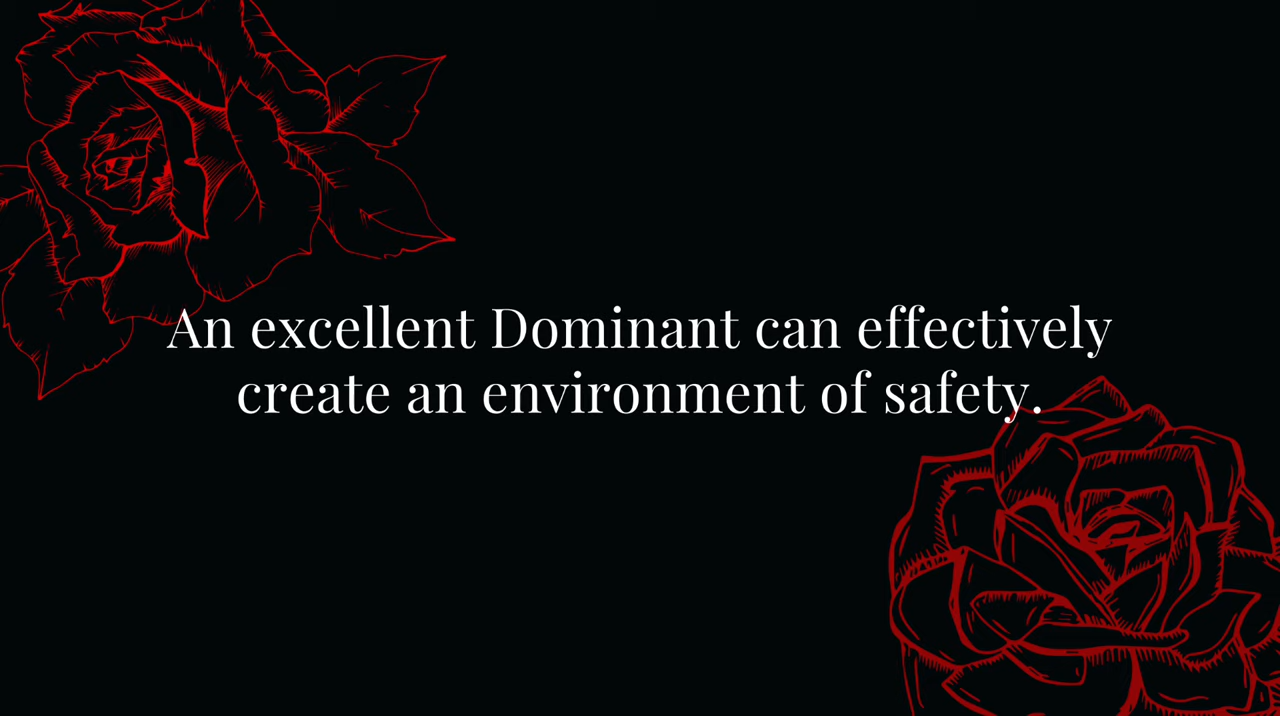 An excellent Dominant can effectively
create an environment of safety.